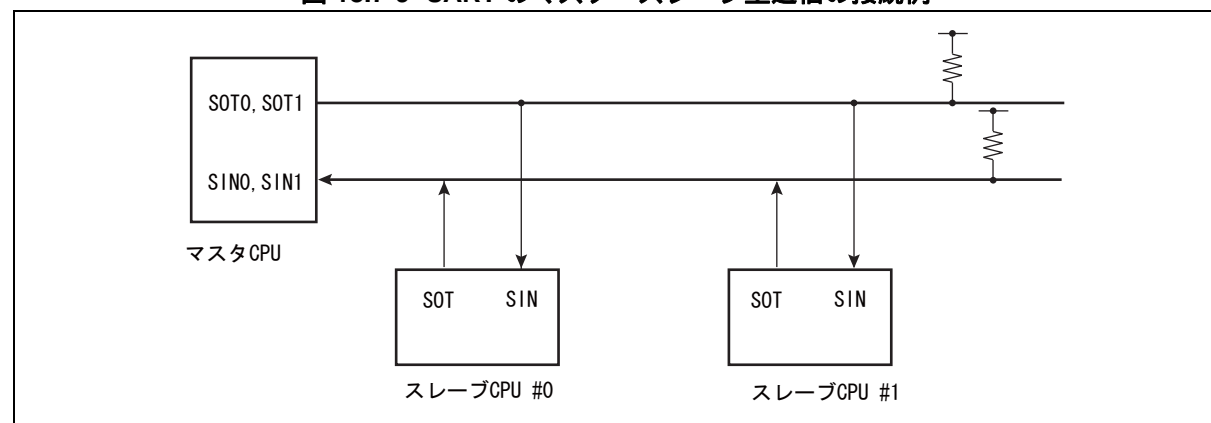 SOT0, SOT1
SIN0, SIN1
マスタCPU
SOT SIN
SOT SIN
スレーブCPU #0
スレーブCPU #1